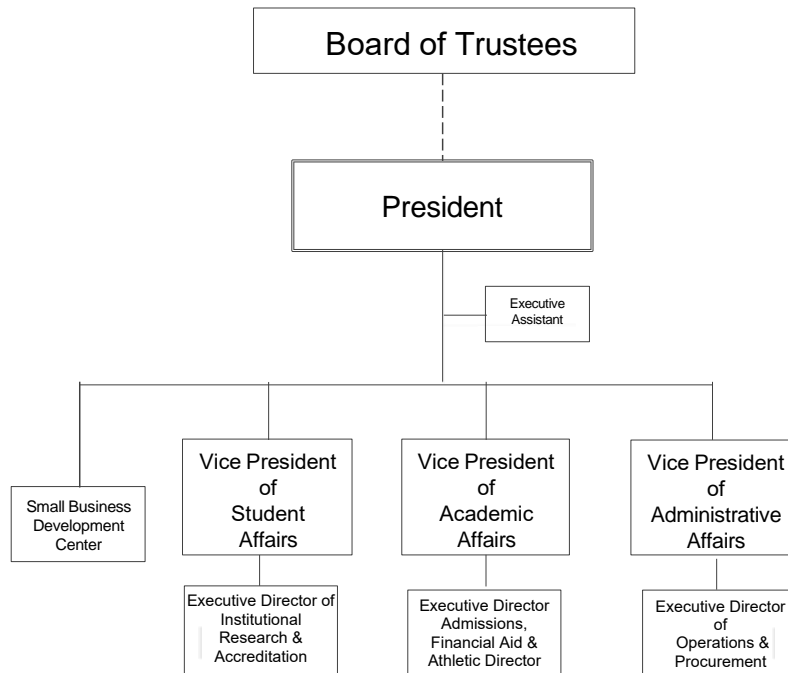 Board of Trustees
President
Executive
Assistant
Small Business
Development
Center
Vice President
of
Student
Affairs
Vice President
of
Academic
Affairs
Vice President
of
Administrative
Affairs
Executive Director of
Institutional
Research &
Accreditation
Executive Director
Admissions,
Financial Aid &
Athletic Director
Executive Director
of
Operations &
Procurement